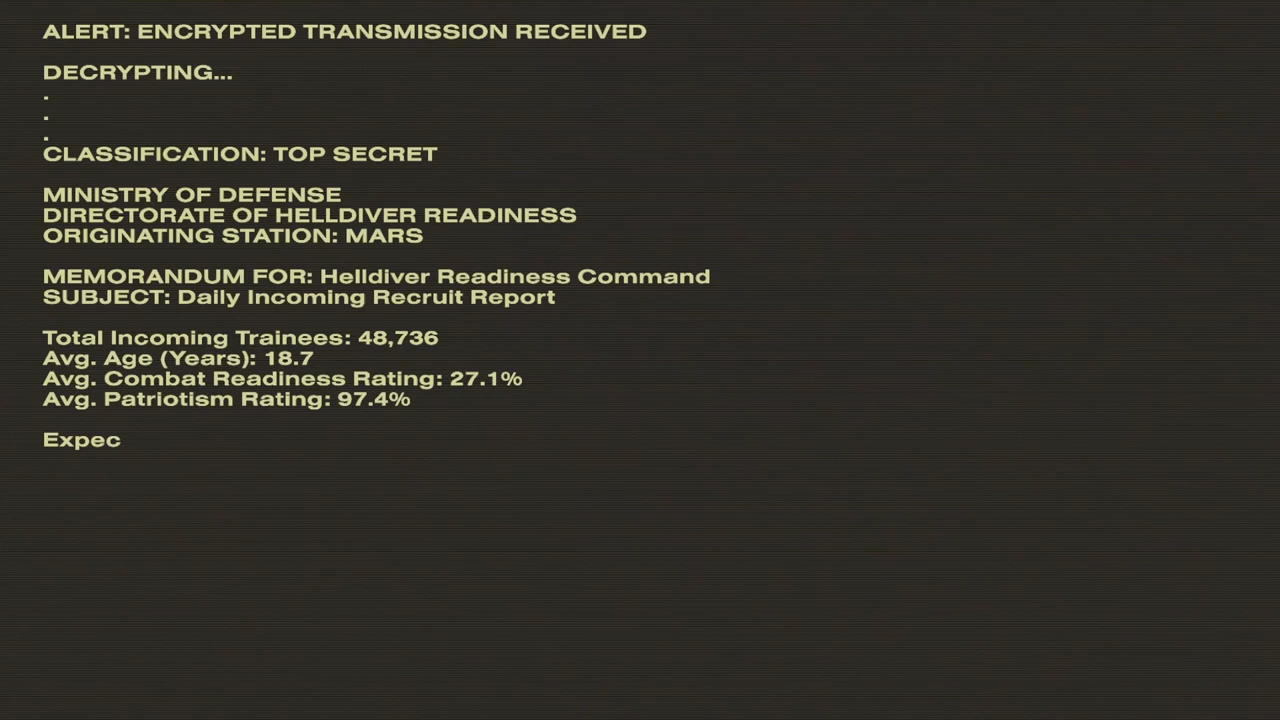 ALERT: ENCRYPTED TRANSMISSION RECEIVED
DECRYPTING...
.
.
.
CLASSIFICATION: TOP SECRET
MINISTRY OF DEFENSE
DIRECTORATE OF HELLDIVER READINESS
ORIGINATING STATION: MARS
MEMORANDUM FOR: Helldiver Readiness Command
SUBJECT: Daily Incoming Recruit Report
Total Incoming Trainees: 48,736
Avg. Age (Years): 18.7
Avg. Combat Readiness Rating: 27.1%
Avg. Patriotism Rating: 97.4%
Expec